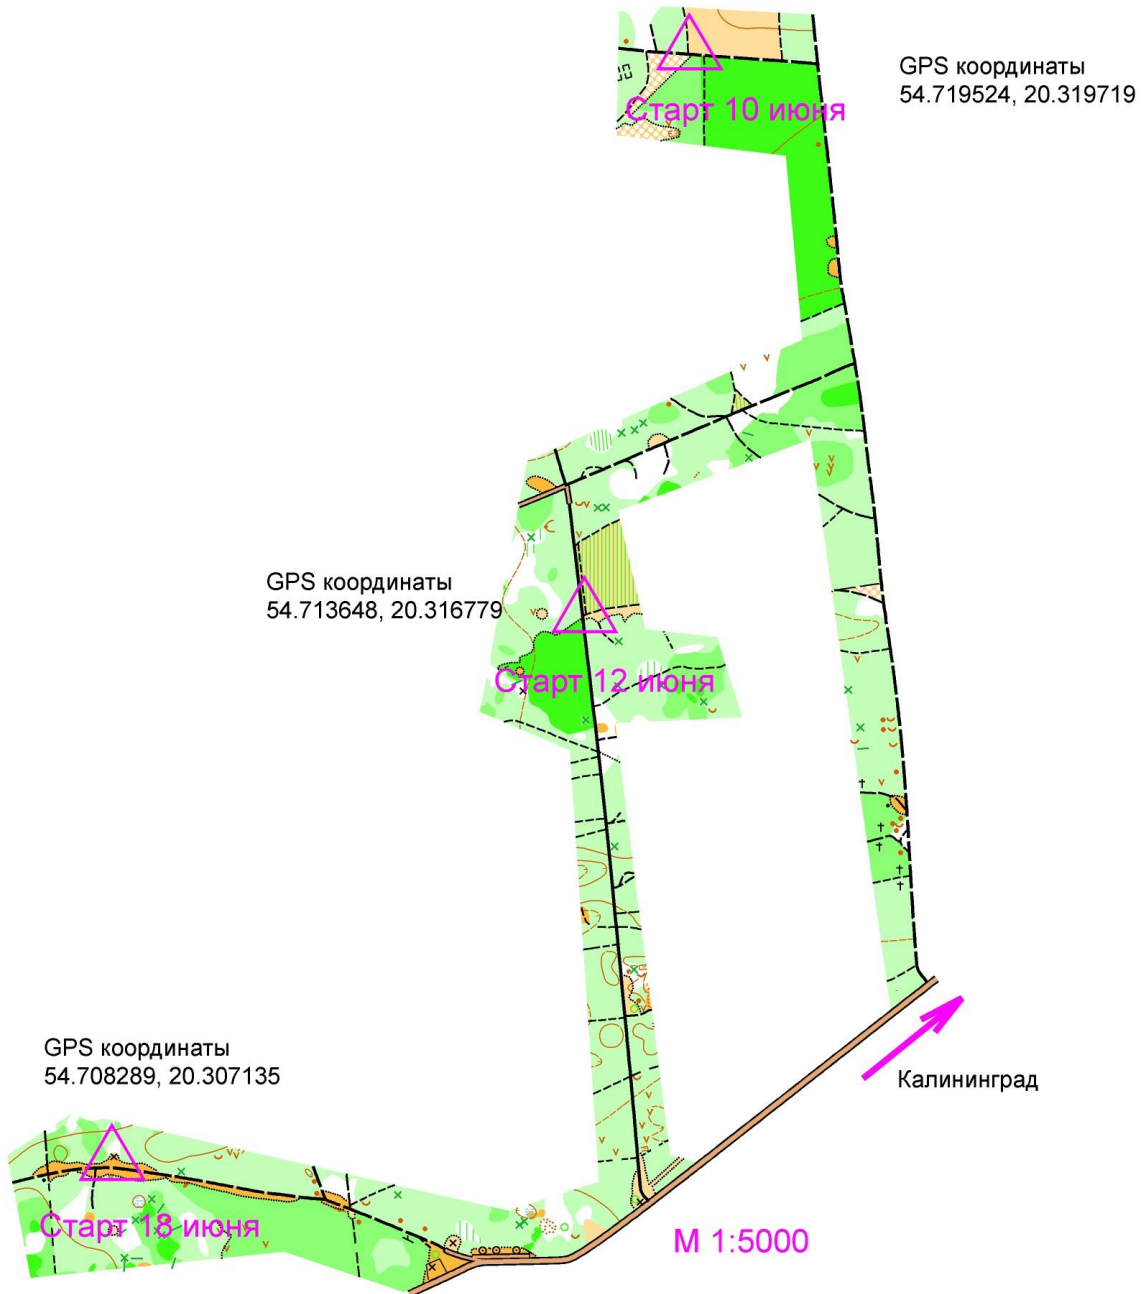 GPS координаты
54.719524, 20.319719
Старт 10 июня
GPS координаты
54.713648, 20.316779
Старт 12 июня
GPS координаты
54.708289, 20.307135
Калининград
Старт 18 июня
М 1:5000